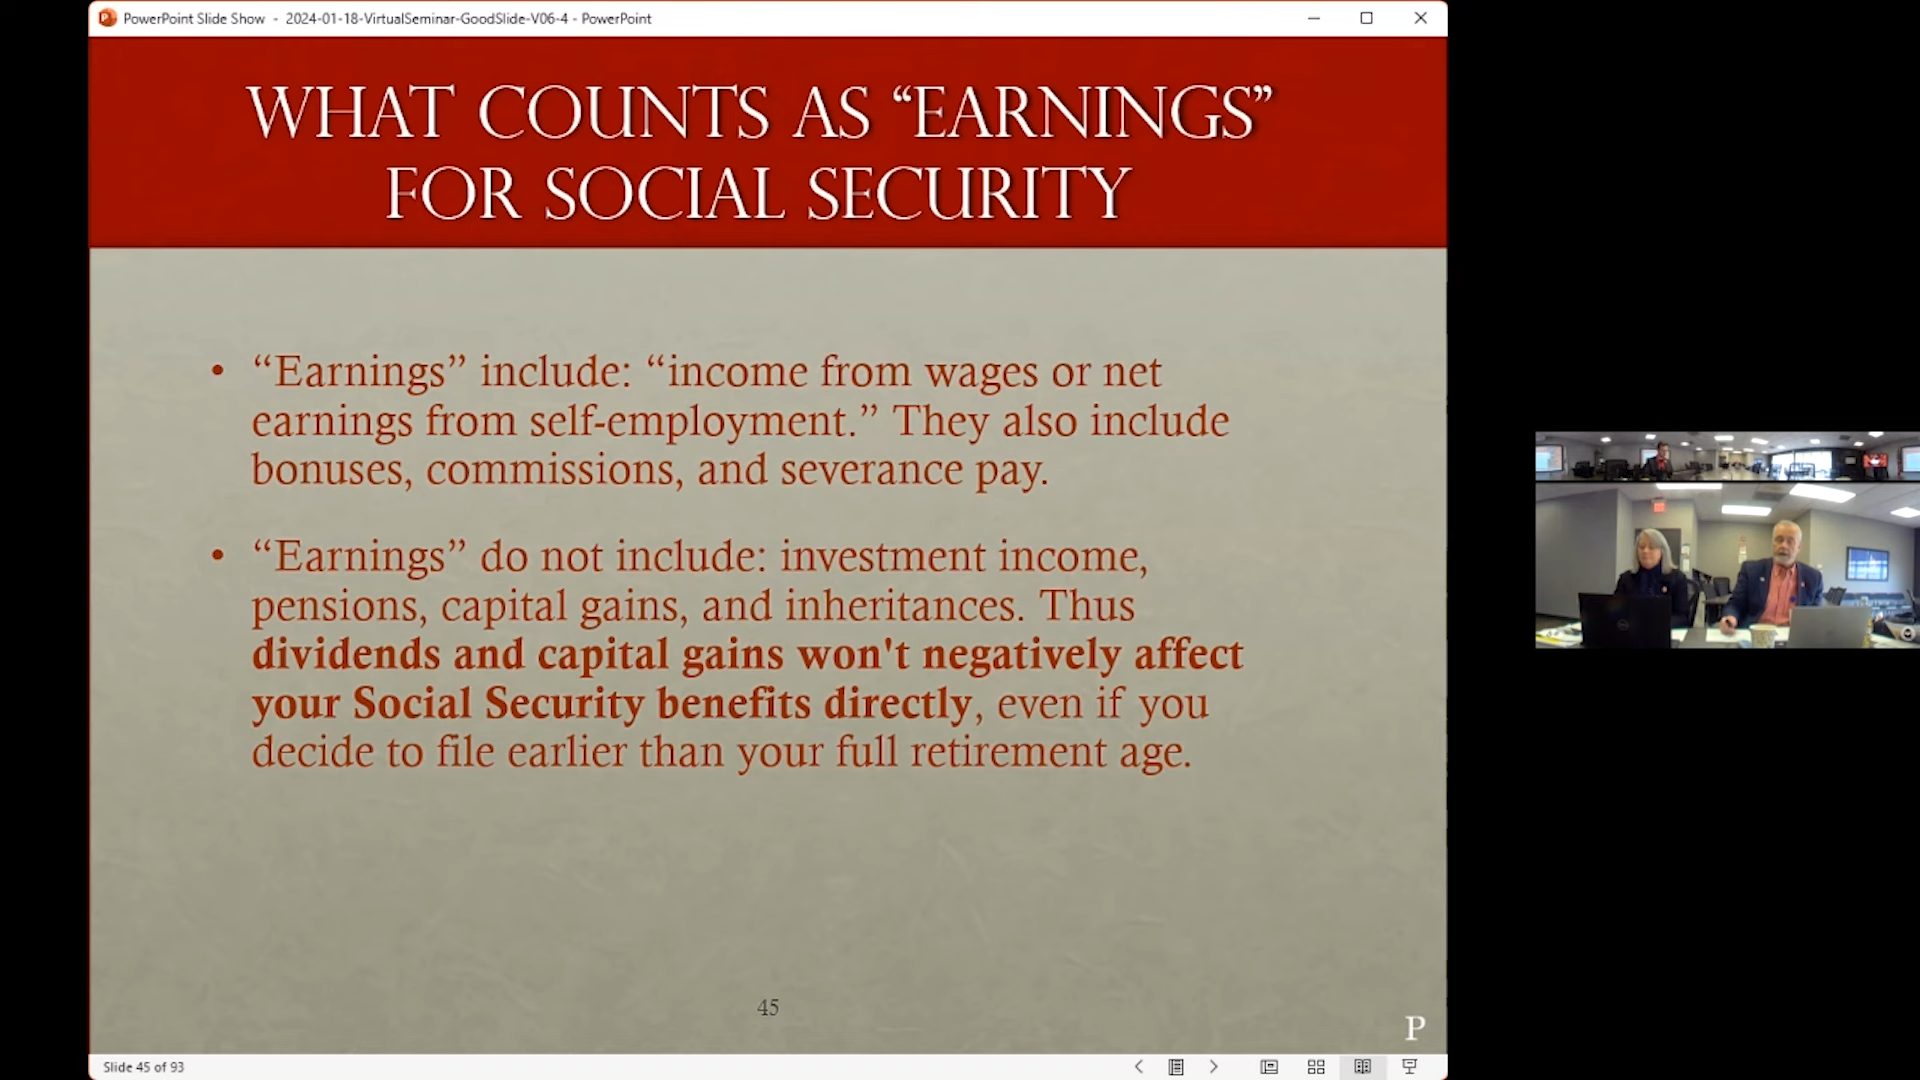 PowerPoint Slide Show - 2024-01-18-VirtualSeminar-GoodSlide-V06-4 - PowerPoint
WHAT COUNTS AS “EARNINGS”
FOR SOCIAL SECURITY
• “Earnings” include: “income from wages or net
earnings from self-employment.” They also include
bonuses, commissions, and severance pay.
• “Earnings” do not include: investment income,
pensions, capital gains, and inheritances. Thus
dividends and capital gains won't negatively affect
your Social Security benefits directly, even if you
decide to file earlier than your full retirement age.
45
P
Slide 45 of 93